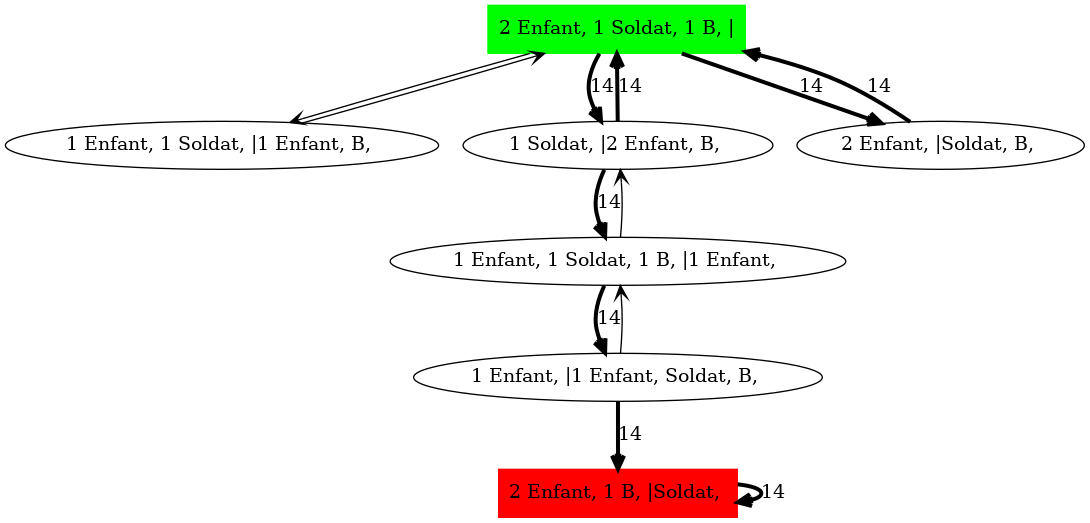 2 Enfant, 1 Soldat, 1 B, |
14
14
14
14
1 Enfant, 1 Soldat, |1 Enfant, B,
1 Soldat, |2 Enfant, B,
2 Enfant, |Soldat, B,
14
1 Enfant, 1 Soldat, 1 B, |1 Enfant,
14
1 Enfant, |1 Enfant, Soldat, B,
14
2 Enfant, 1 B, |Soldat,
14